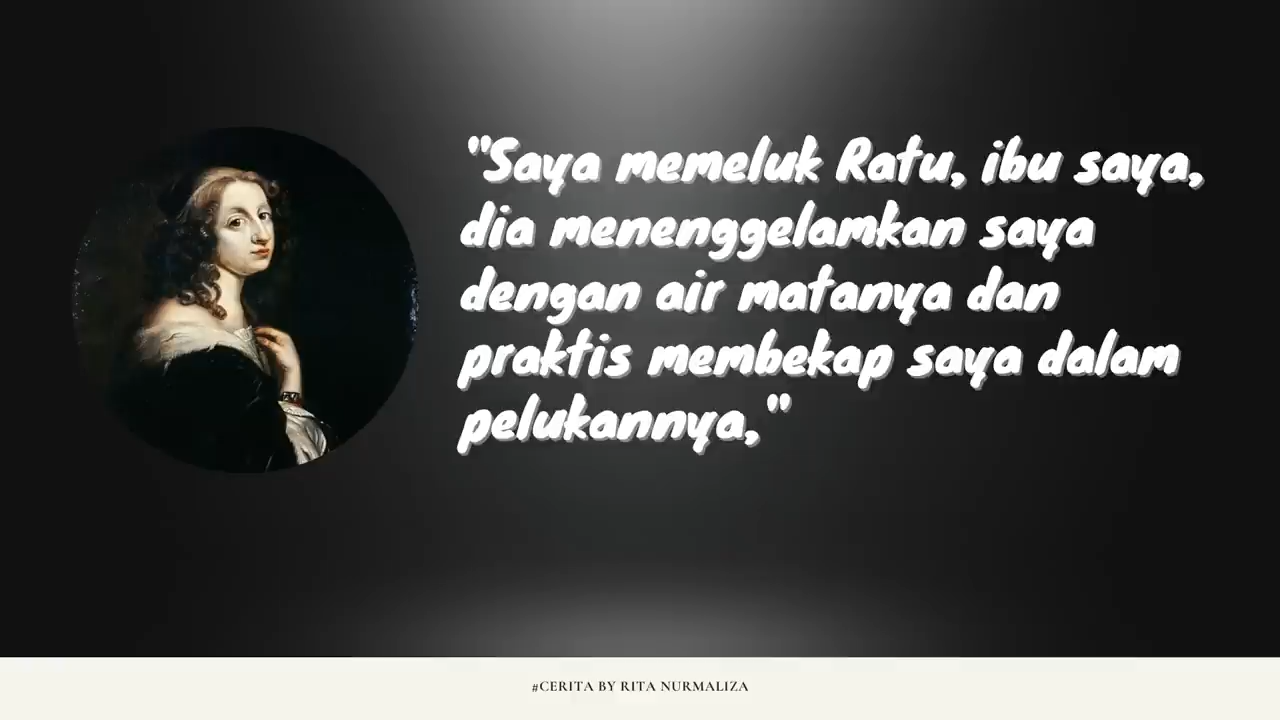 "Saya memeluk Ratu, ibu saya,
dia menenggelamkan saya
dengan air matanya dan
praktis membekap saya dalam
pelukannya,"
#CERITA BY RITA NURMALIZA